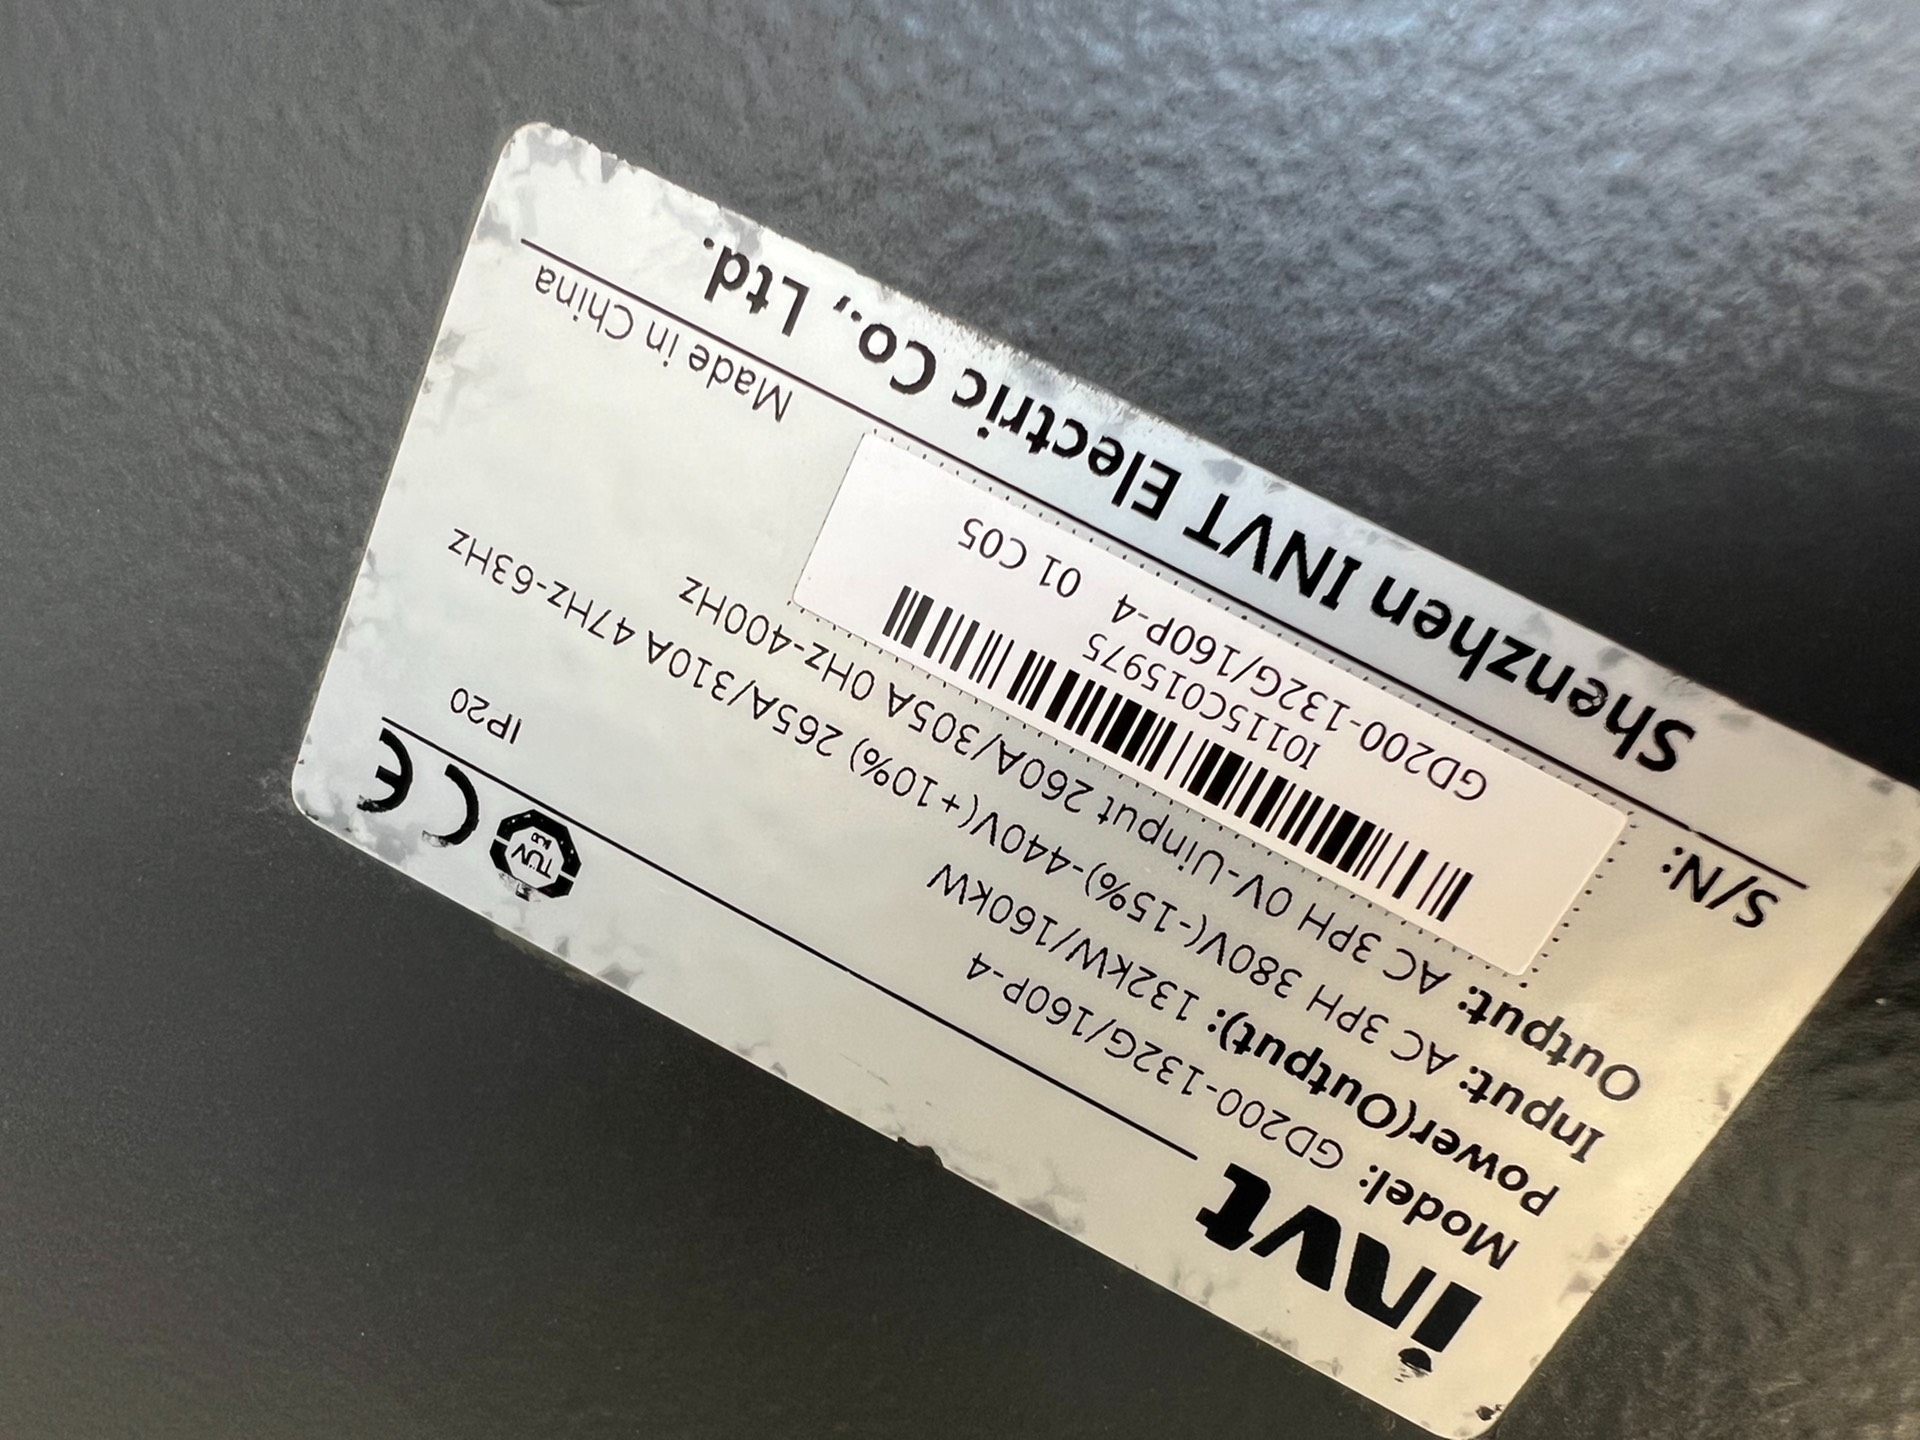 invt
CE
TÜV
IP20
Model: GD200-132G/160P-4
Power(Output): 132kW/160kW
Input: AC 3PH 380V(-15%)-440V(+10%) 265A/310A 47Hz-63Hz
Output: AC 3PH 0V-Uinput 260A/305A 0Hz-400Hz
S/N:
I0115C015975
GD200-132G/160P-4 01 C05
Made in China
Shenzhen INVT Electric Co., Ltd.